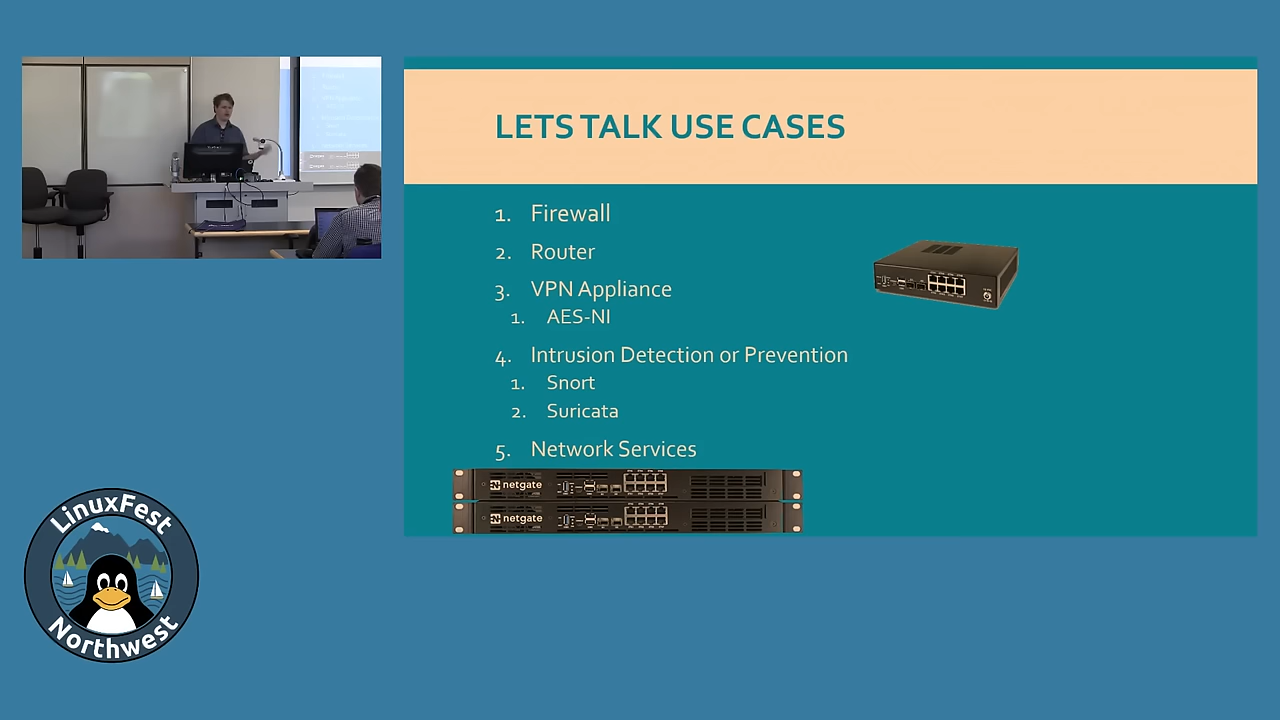 LETS TALK USE CASES
1. Firewall
2. Router
3. VPN Appliance
1. AES-NI
4. Intrusion Detection or Prevention
1. Snort
2. Suricata
5. Network Services
netgate
netgate
LinuxFest
Northwest